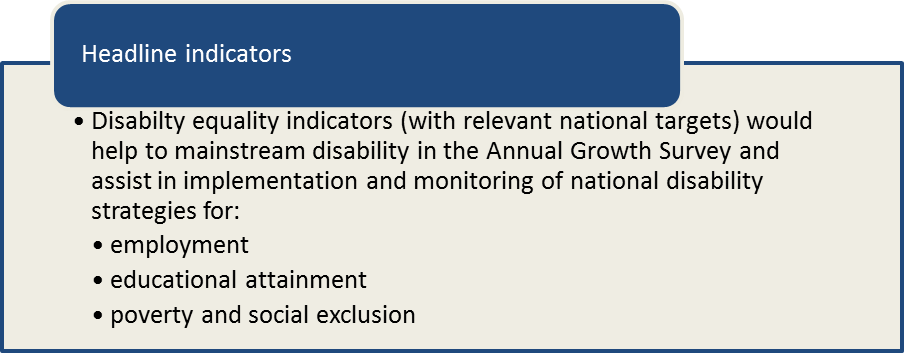 Headline indicators
• Disabilty equality indicators (with relevant national targets) would
help to mainstream disability in the Annual Growth Survey and
assist in implementation and monitoring of national disability
strategies for:
• employment
• educational attainment
• poverty and social exclusion